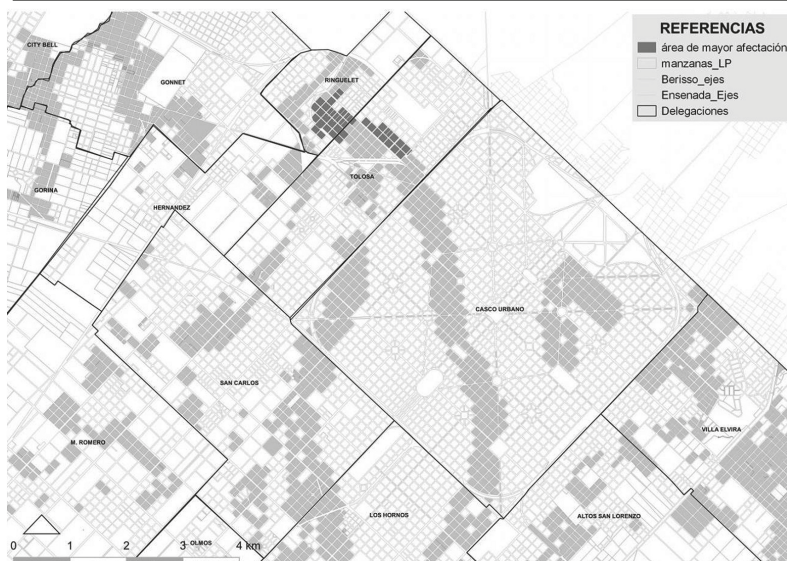 REFERENCIAS
área de mayor afectación
manzanas_LP
Berisso_ejes
Ensenada_Ejes
Delegaciones
CITY BELL
GONNET
RINGUELET
TOLOSA
GORINA
HERNANDEZ
CASCO URBANO
SAN CARLOS
M. ROMERO
VILLA ELVIRA
LOS HORNOS
ALTOS SAN LORENZO
OLMOS
0 1 2 3 4 km